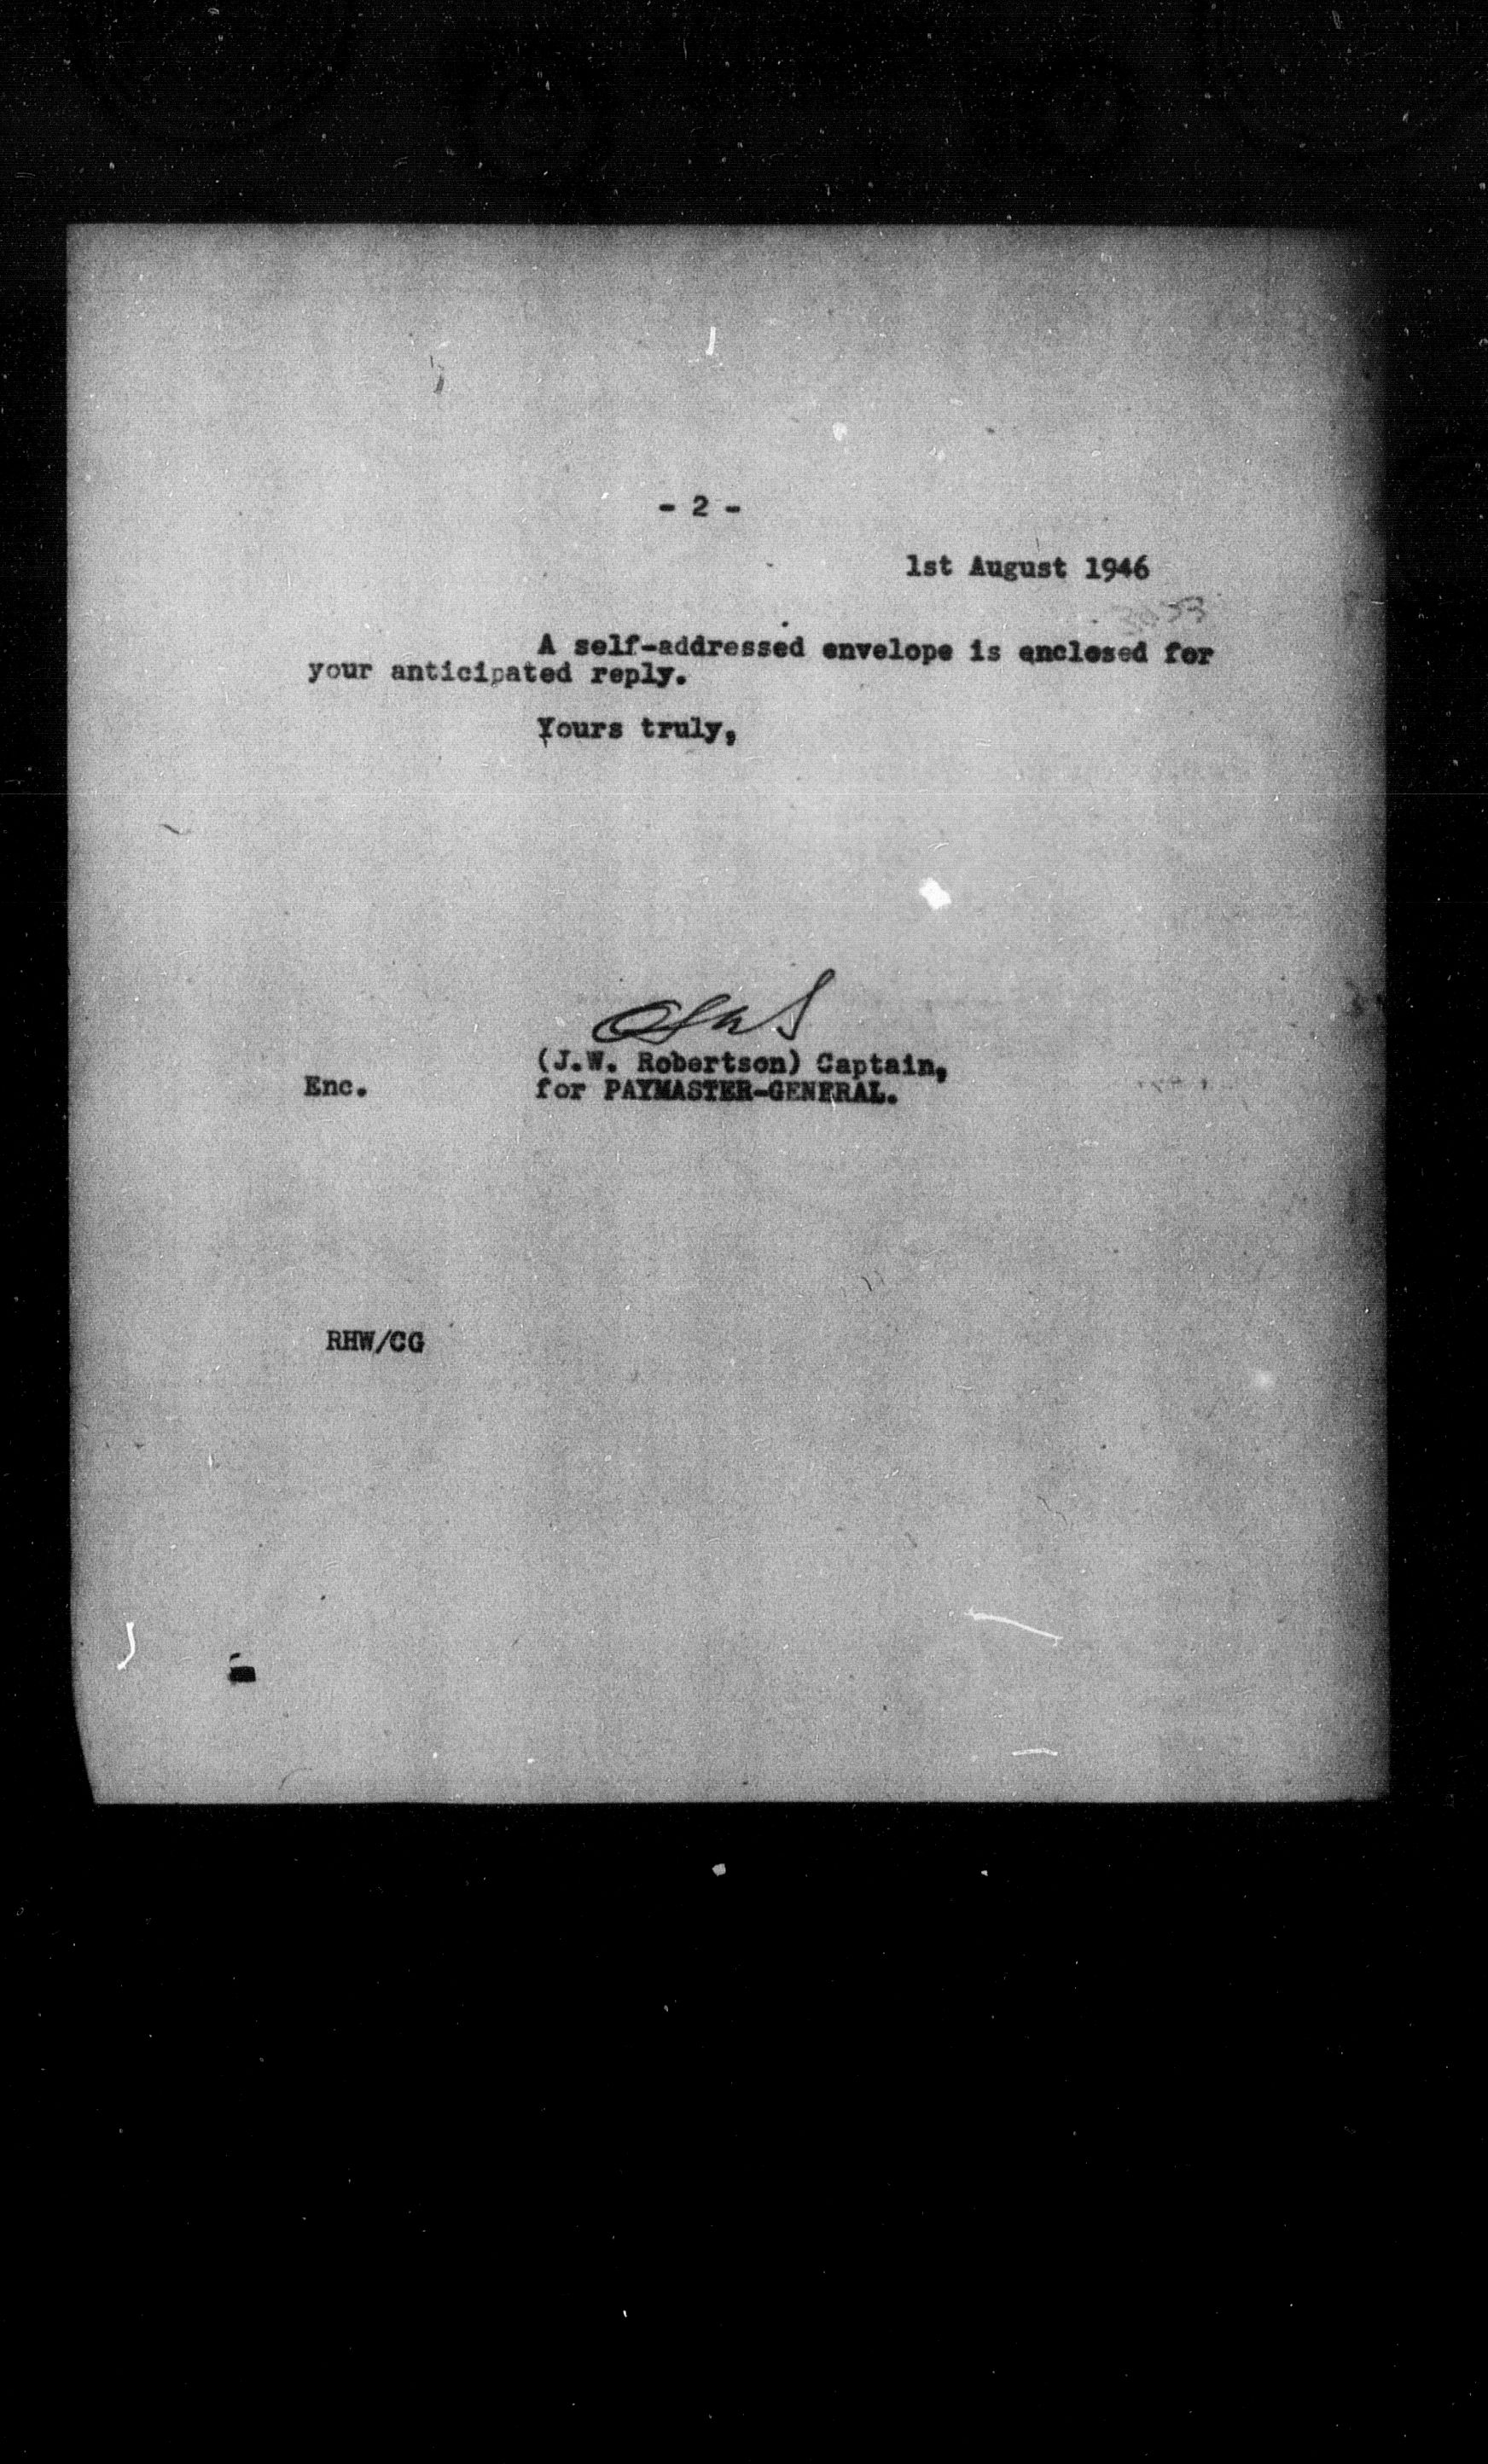 - 2 -
1st August 1946
A self-addressed envelope is enclosed for
your anticipated reply.
Yours truly,
(J.W. Robertson) Captain,
Enc. for PAYMASTER-GENERAL.
RHW/CG